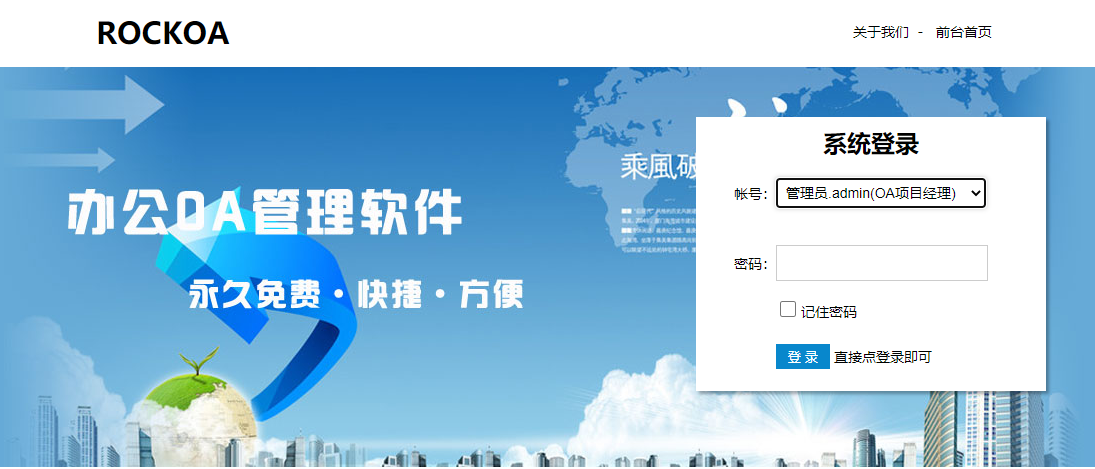 ROCKOA
关于我们 - 前台首页
系统登录
乘風破
办公OA管理软件
帐号：
管理员.admin(OA项目经理)
永久免费·快捷·方便
密码：
记住密码
登 录 直接点登录即可